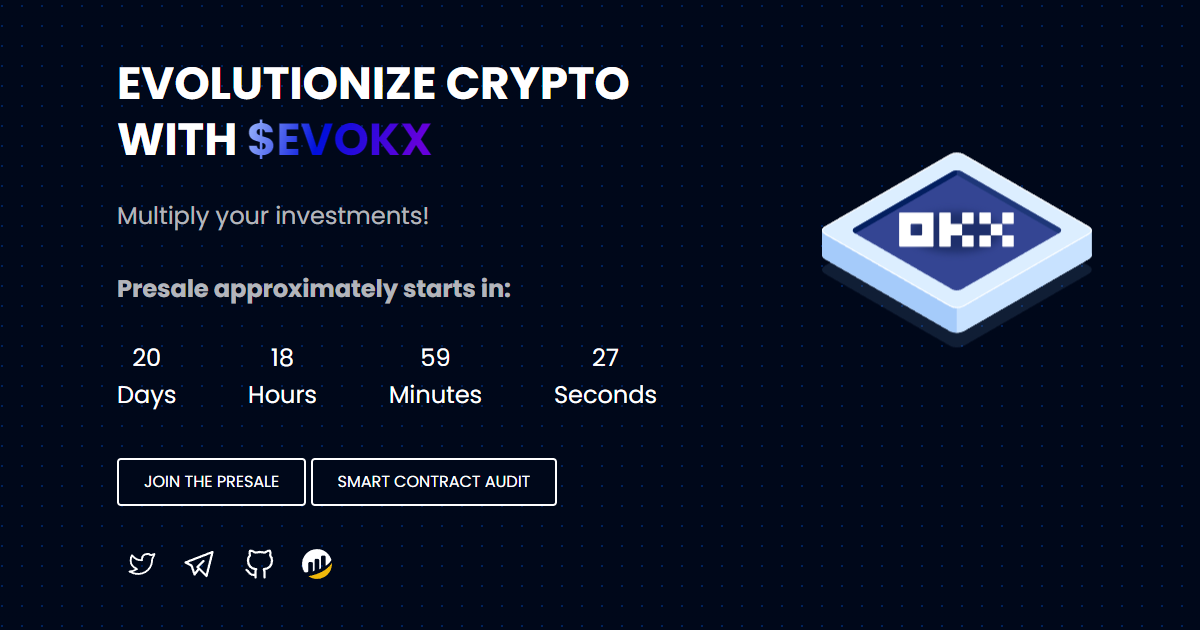 EVOLUTIONIZE CRYPTO
WITH $EVOKX
Multiply your investments!
Presale approximately starts in:
20 18 59 27
Days Hours Minutes Seconds
JOIN THE PRESALE SMART CONTRACT AUDIT
OKX